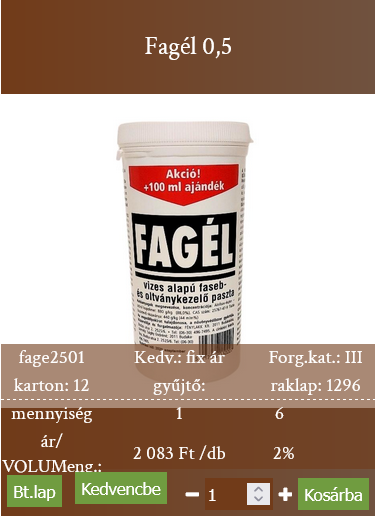 Fagél 0,5
Akció!
+100 ml ajándék
FAGÉL
vizes alapú faseb-
és oltványkezelő paszta
fage2501 Kedv.: fix ár Forg.kat.: III
karton: 12 gyűjtő: raklap: 1296
mennyiség 1 6
ár/
VOLUMeng.: 2 083 Ft /db 2%
Bt.lap Kedvencbe 1 Kosárba